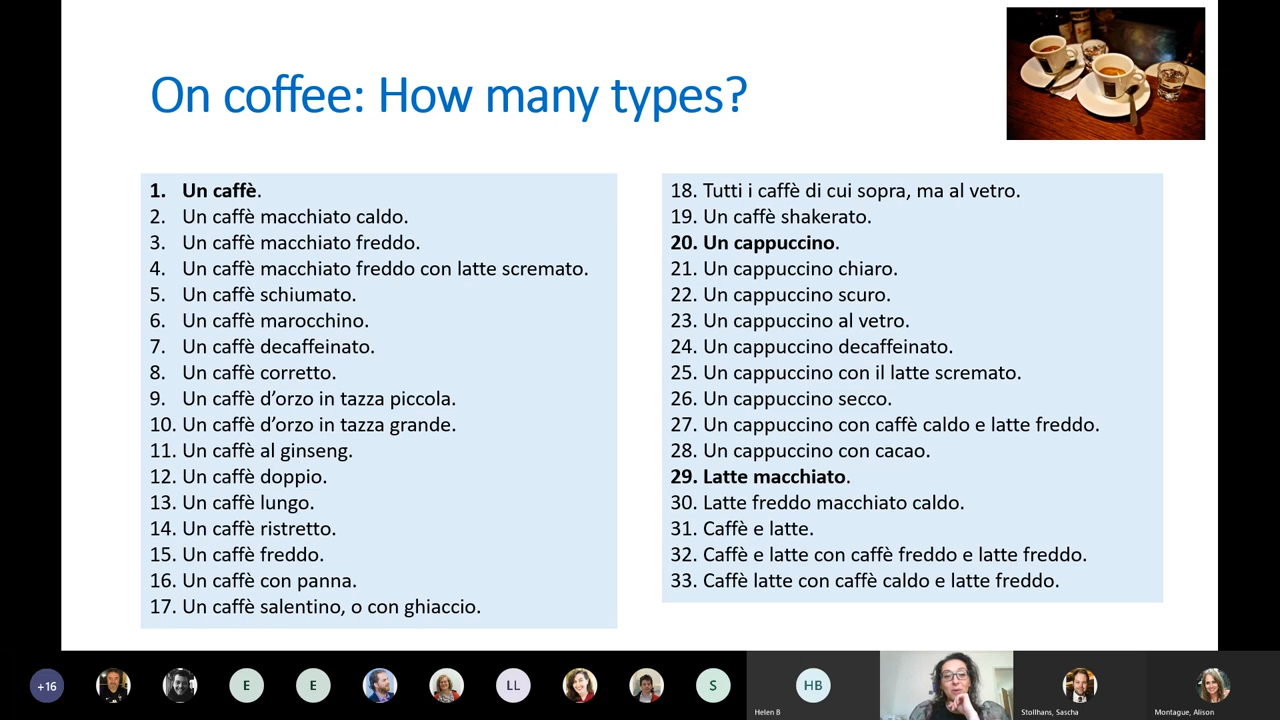 On coffee: How many types?
1. Un caffè.
2. Un caffè macchiato caldo.
3. Un caffè macchiato freddo.
4. Un caffè macchiato freddo con latte scremato.
5. Un caffè schiumato.
6. Un caffè marocchino.
7. Un caffè decaffeinato.
8. Un caffè corretto.
9. Un caffè d’orzo in tazza piccola.
10. Un caffè d’orzo in tazza grande.
11. Un caffè al ginseng.
12. Un caffè doppio.
13. Un caffè lungo.
14. Un caffè ristretto.
15. Un caffè freddo.
16. Un caffè con panna.
17. Un caffè salentino, o con ghiaccio.
18. Tutti i caffè di cui sopra, ma al vetro.
19. Un caffè shakerato.
20. Un cappuccino.
21. Un cappuccino chiaro.
22. Un cappuccino scuro.
23. Un cappuccino al vetro.
24. Un cappuccino decaffeinato.
25. Un cappuccino con il latte scremato.
26. Un cappuccino secco.
27. Un cappuccino con caffè caldo e latte freddo.
28. Un cappuccino con cacao.
29. Latte macchiato.
30. Latte freddo macchiato caldo.
31. Caffè e latte.
32. Caffè e latte con caffè freddo e latte freddo.
33. Caffè latte con caffè caldo e latte freddo.
+16
E
E
LL
S
HB
Helen B
Stollhans, Sascha
Montague, Alison